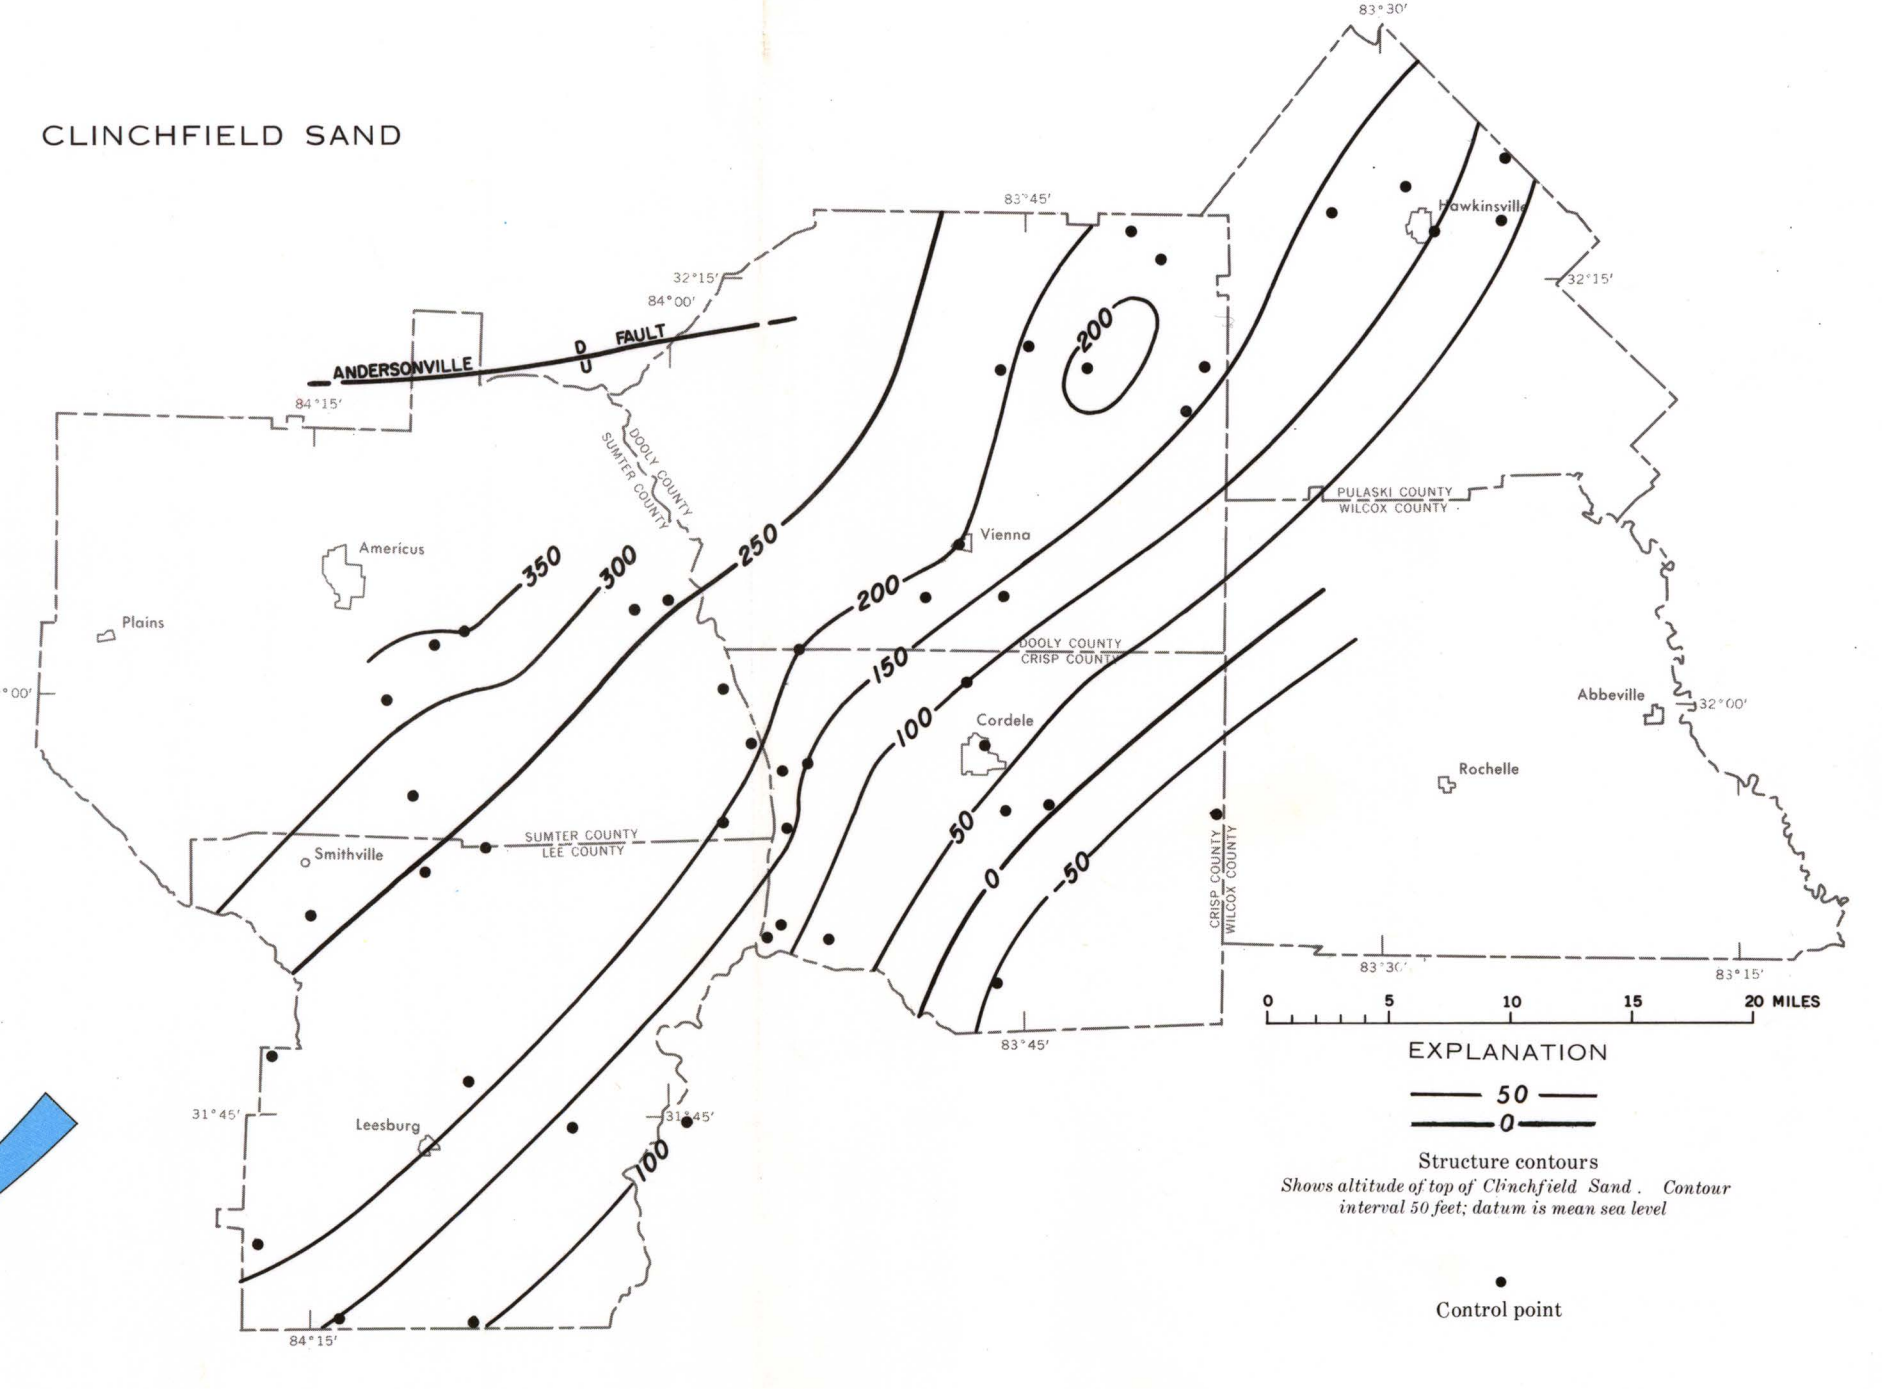 83°30'
CLINCHFIELD SAND
83°45'
Hawkinsville
32°15'
32°15'
84°00'
200
ANDERSONVILLE
D
U
FAULT
84°15'
DOOLY COUNTY
SUMTER COUNTY
PULASKI COUNTY
WILCOX COUNTY
Vienna
250
Americus
350
300
200
Plains
DOOLY COUNTY
CRISP COUNTY
150
°00'
Abbeville
32°00'
100
Cordele
Rochelle
50
SUMTER COUNTY
LEE COUNTY
Smithville
0
-50
CRISP COUNTY
WILCOX COUNTY
83°30'
83°15'
0 5 10 15 20 MILES
83°45'
EXPLANATION
50
0
31°45'
31°45'
Leesburg
100
Structure contours
Shows altitude of top of Clinchfield Sand. Contour
interval 50 feet; datum is mean sea level
Control point
84°15'